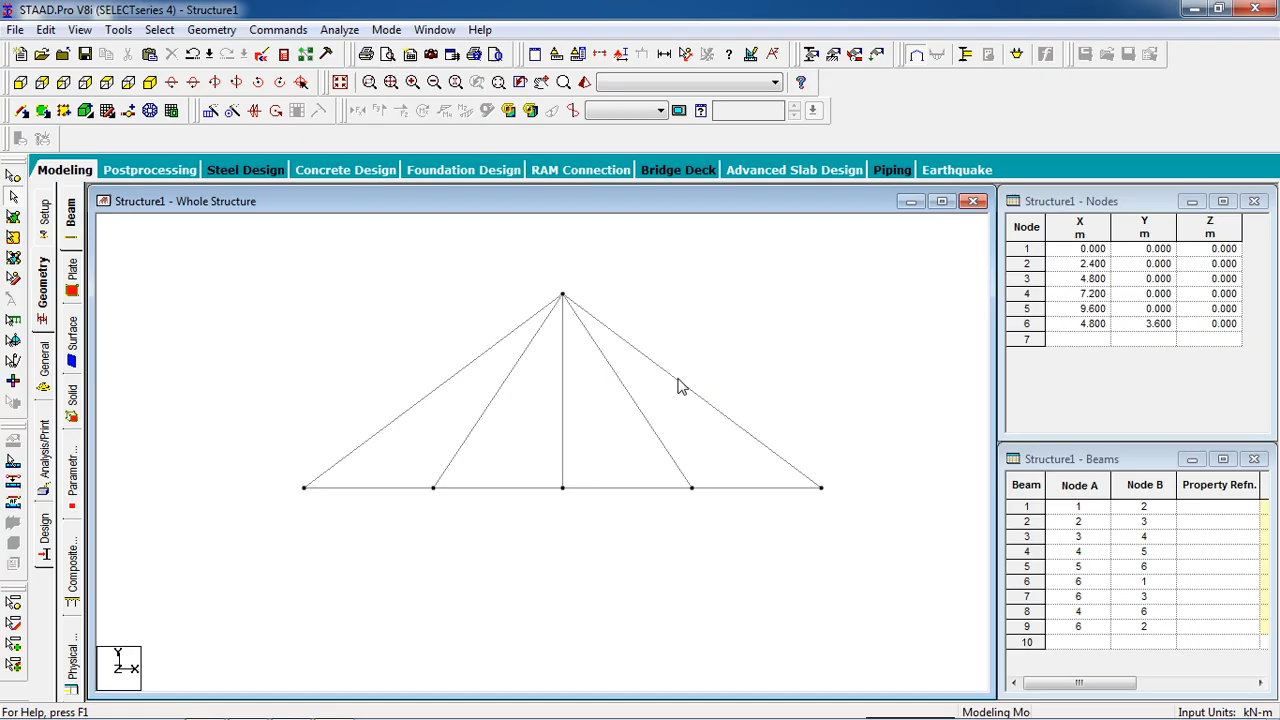 STAAD.Pro V8i (SELECTseries 4) - Structure1
File Edit View Tools Select Geometry Commands Analyze Mode Window Help
Modeling Postprocessing Steel Design Concrete Design Foundation Design RAM Connection Bridge Deck Advanced Slab Design Piping Earthquake
Setup
Geometry
General
Analysis/Print
Design
Beam
Plate
Surface
Solid
Parametr...
Composite...
Physical ...
Structure1 - Whole Structure
Y
Z X
Structure1 - Nodes
Node X m Y m Z m
1 0.000 0.000 0.000
2 2.400 0.000 0.000
3 4.800 0.000 0.000
4 7.200 0.000 0.000
5 9.600 0.000 0.000
6 4.800 3.600 0.000
7
Structure1 - Beams
Beam Node A Node B Property Refn.
1 1 2
2 2 3
3 3 4
4 4 5
5 5 6
6 6 1
7 6 3
8 4 6
9 6 2
10
For Help, press F1 Modeling Mo Input Units: kN-m